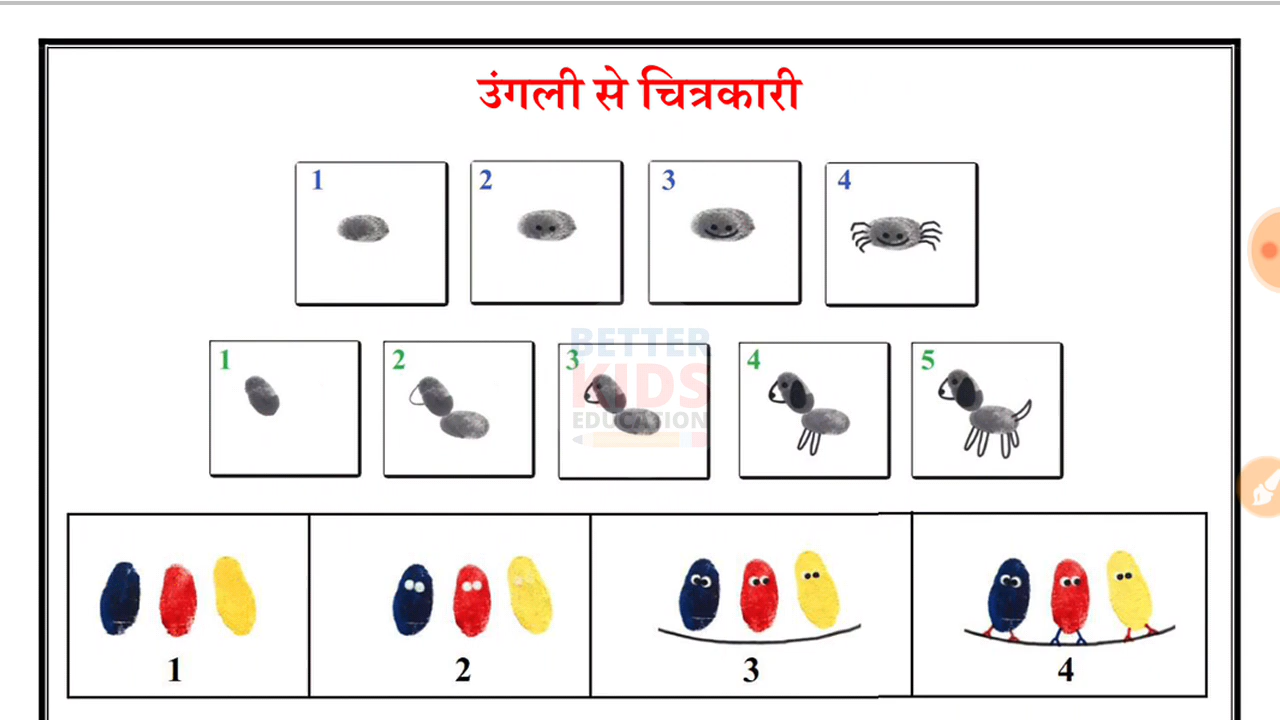 उंगली से चित्रकारी
1 2 3 4
1 2 3 4 5
BETTER
KIDS
EDUCATION
1 2 3 4